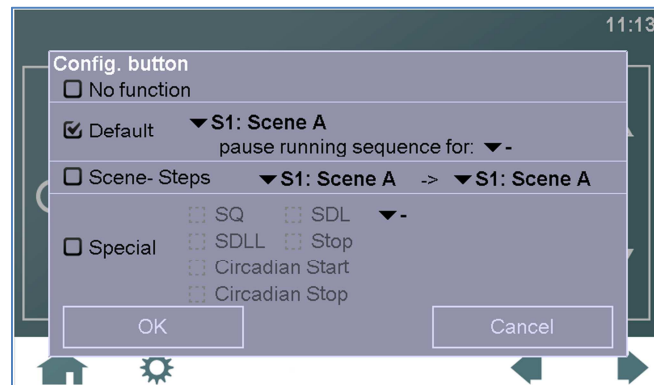 11:13
Config. button
No function
Default ▼S1: Scene A
pause running sequence for: ▼-
Scene- Steps ▼S1: Scene A -> ▼S1: Scene A
SQ SDL ▼-
Special SDLL Stop
Circadian Start
Circadian Stop
OK Cancel